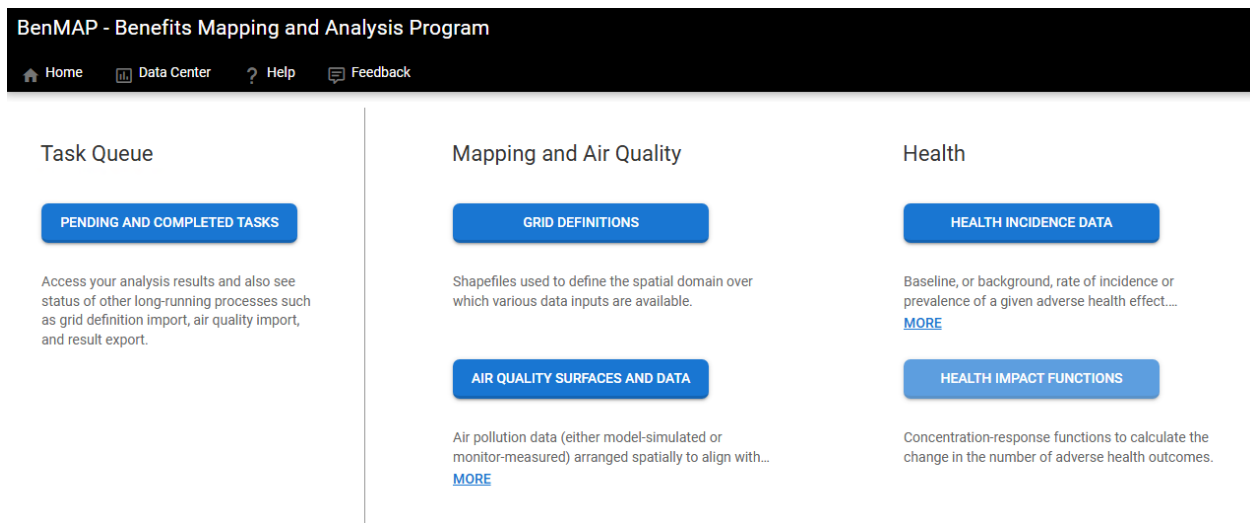 BenMAP - Benefits Mapping and Analysis Program
Home Data Center ? Help Feedback
Task Queue
PENDING AND COMPLETED TASKS
Access your analysis results and also see
status of other long-running processes such
as grid definition import, air quality import,
and result export.
Mapping and Air Quality
GRID DEFINITIONS
Shapefiles used to define the spatial domain over
which various data inputs are available.
AIR QUALITY SURFACES AND DATA
Air pollution data (either model-simulated or
monitor-measured) arranged spatially to align with...
MORE
Health
HEALTH INCIDENCE DATA
Baseline, or background, rate of incidence or
prevalence of a given adverse health effect....
MORE
HEALTH IMPACT FUNCTIONS
Concentration-response functions to calculate the
change in the number of adverse health outcomes.